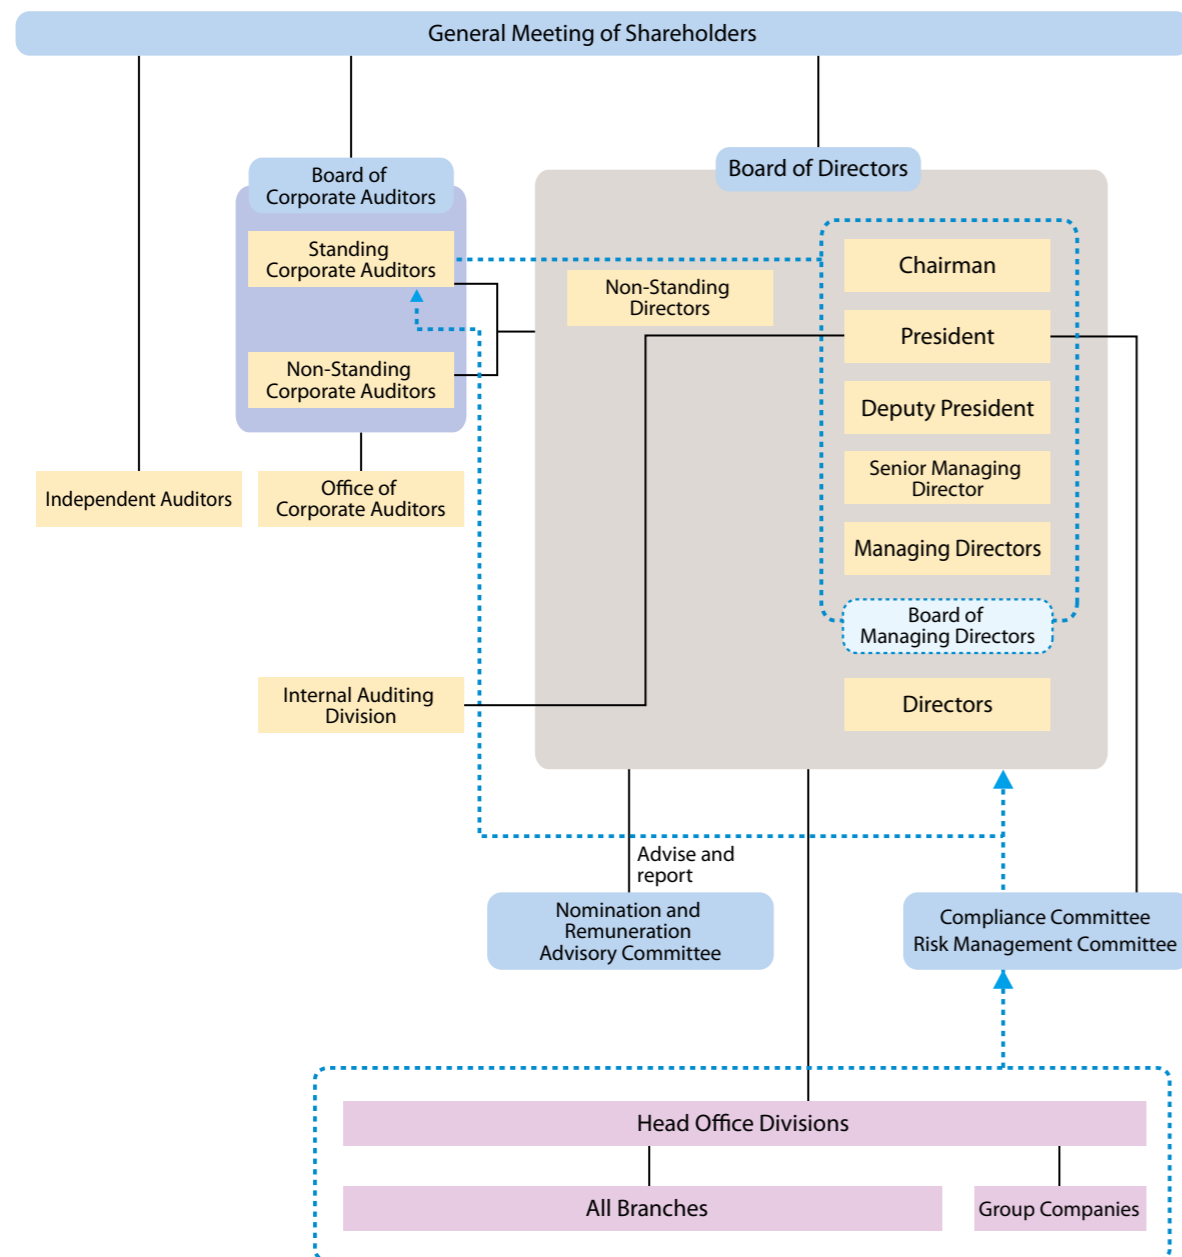 General Meeting of Shareholders
Board of
Corporate Auditors
Board of Directors
Standing
Corporate Auditors
Chairman
Non-Standing
Directors
President
Non-Standing
Corporate Auditors
Deputy President
Senior Managing
Director
Independent Auditors
Office of
Corporate Auditors
Managing Directors
Board of
Managing Directors
Internal Auditing
Division
Directors
Advise and
report
Nomination and
Remuneration
Advisory Committee
Compliance Committee
Risk Management Committee
Head Office Divisions
All Branches
Group Companies